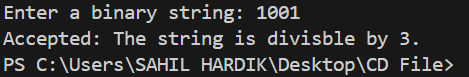 Enter a binary string: 1001
Accepted: The string is divisble by 3.
PS C:\Users\SAHIL HARDIK\Desktop\CD File>